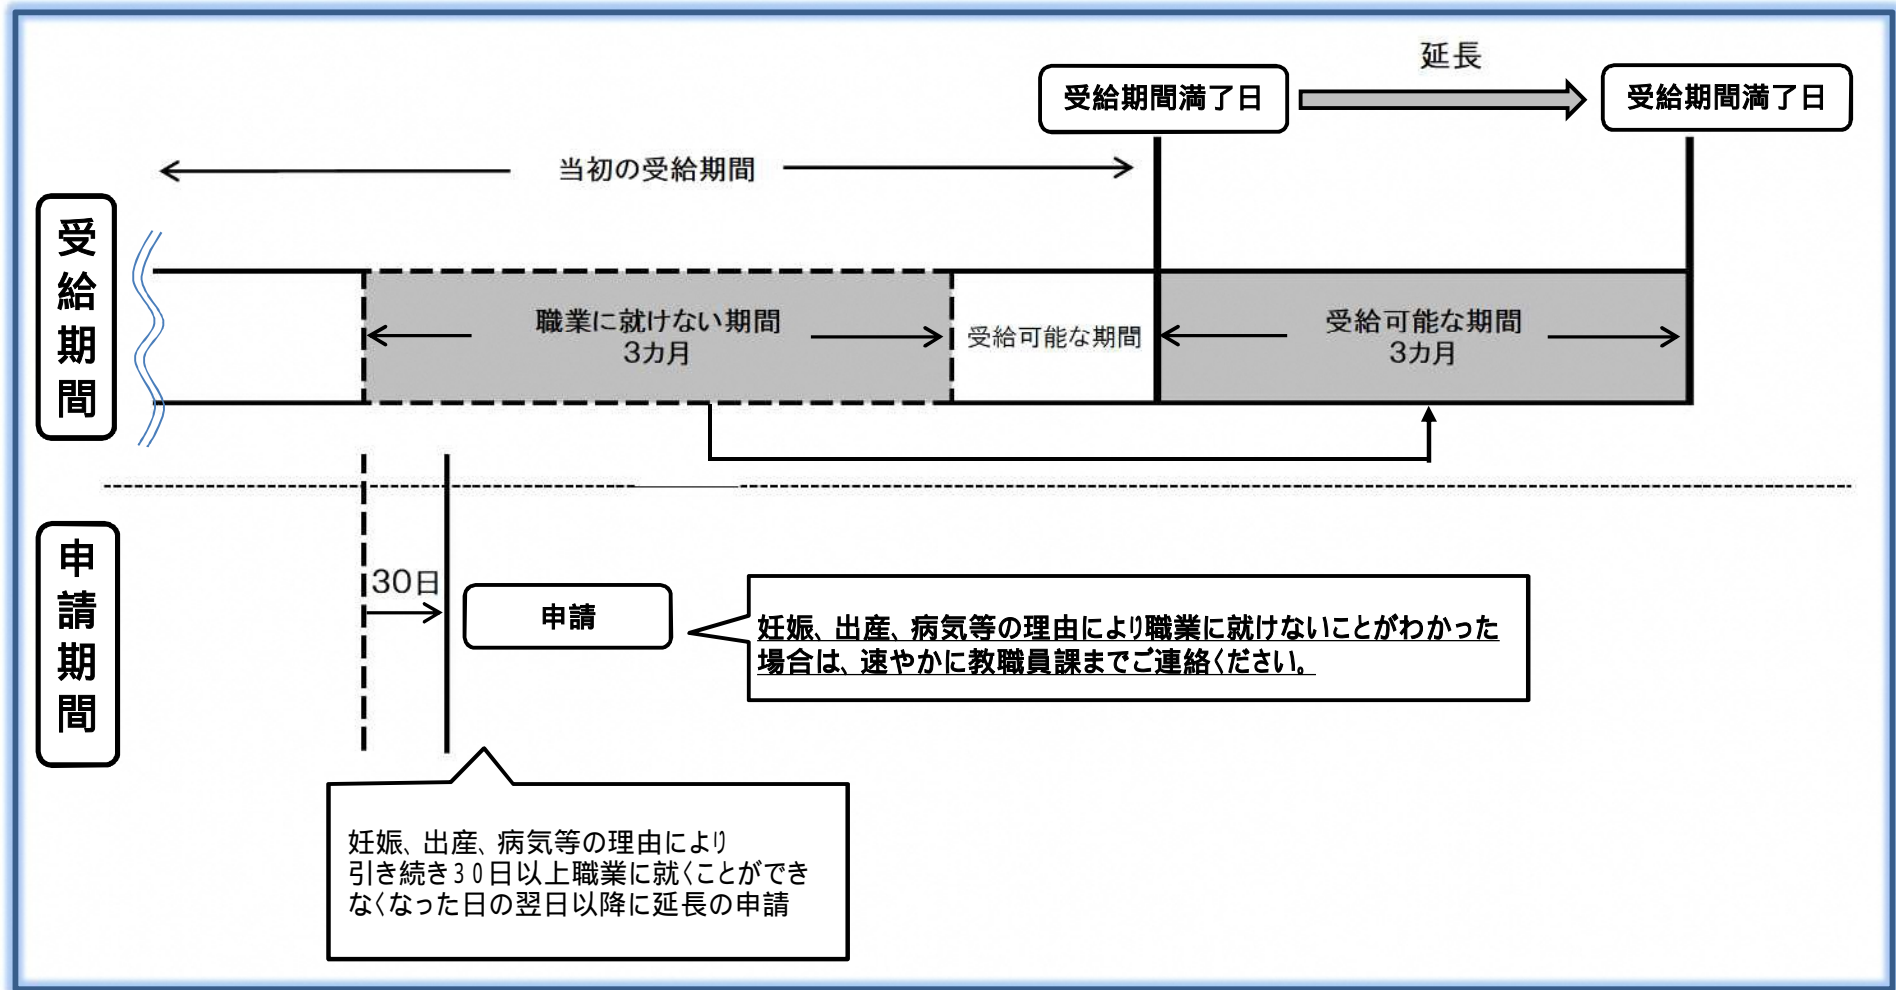 延長
受給期間満了日
受給期間満了日
当初の受給期間
受給期間
職業に就けない期間
3カ月
受給可能な期間
受給可能な期間
3カ月
申請期間
30日
申請
妊娠、出産、病気等の理由により職業に就けないことがわかった
場合は、速やかに教職員課までご連絡ください。
妊娠、出産、病気等の理由により
引き続き30日以上職業に就くことができ
なくなった日の翌日以降に延長の申請